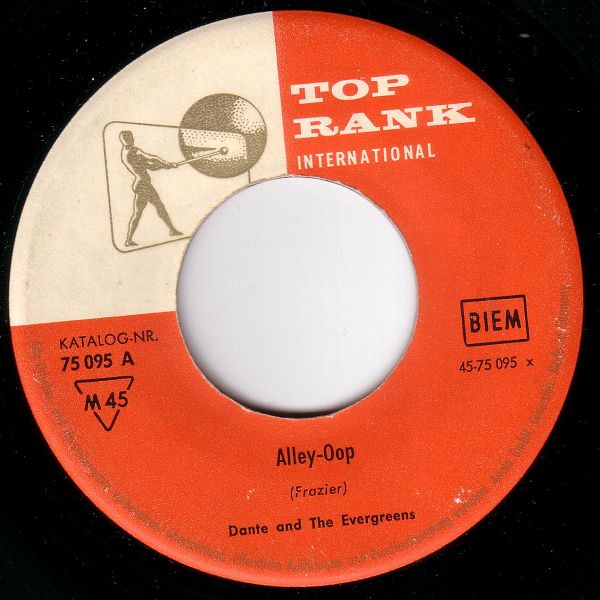 TOP
RANK
INTERNATIONAL
KATALOG-NR.
75 095 A
M 45
BIEM
45-75 095 x
Alley-Oop
(Frazier)
Dante and The Evergreens